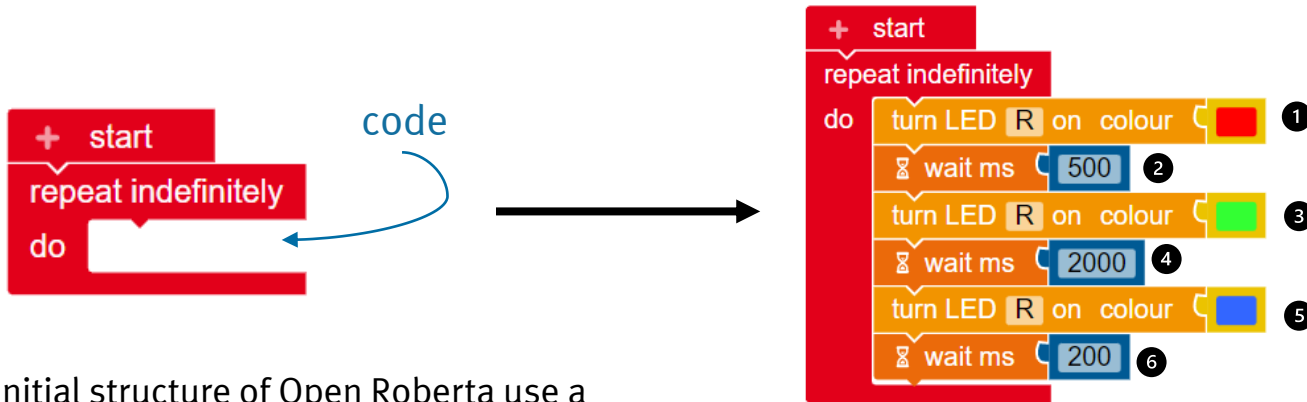 + start
repeat indefinitely
do
code
+ start
repeat indefinitely
do turn LED R on colour 1
wait ms 500 2
turn LED R on colour 3
wait ms 2000 4
turn LED R on colour 5
wait ms 200 6
nitial structure of Open Roberta use a